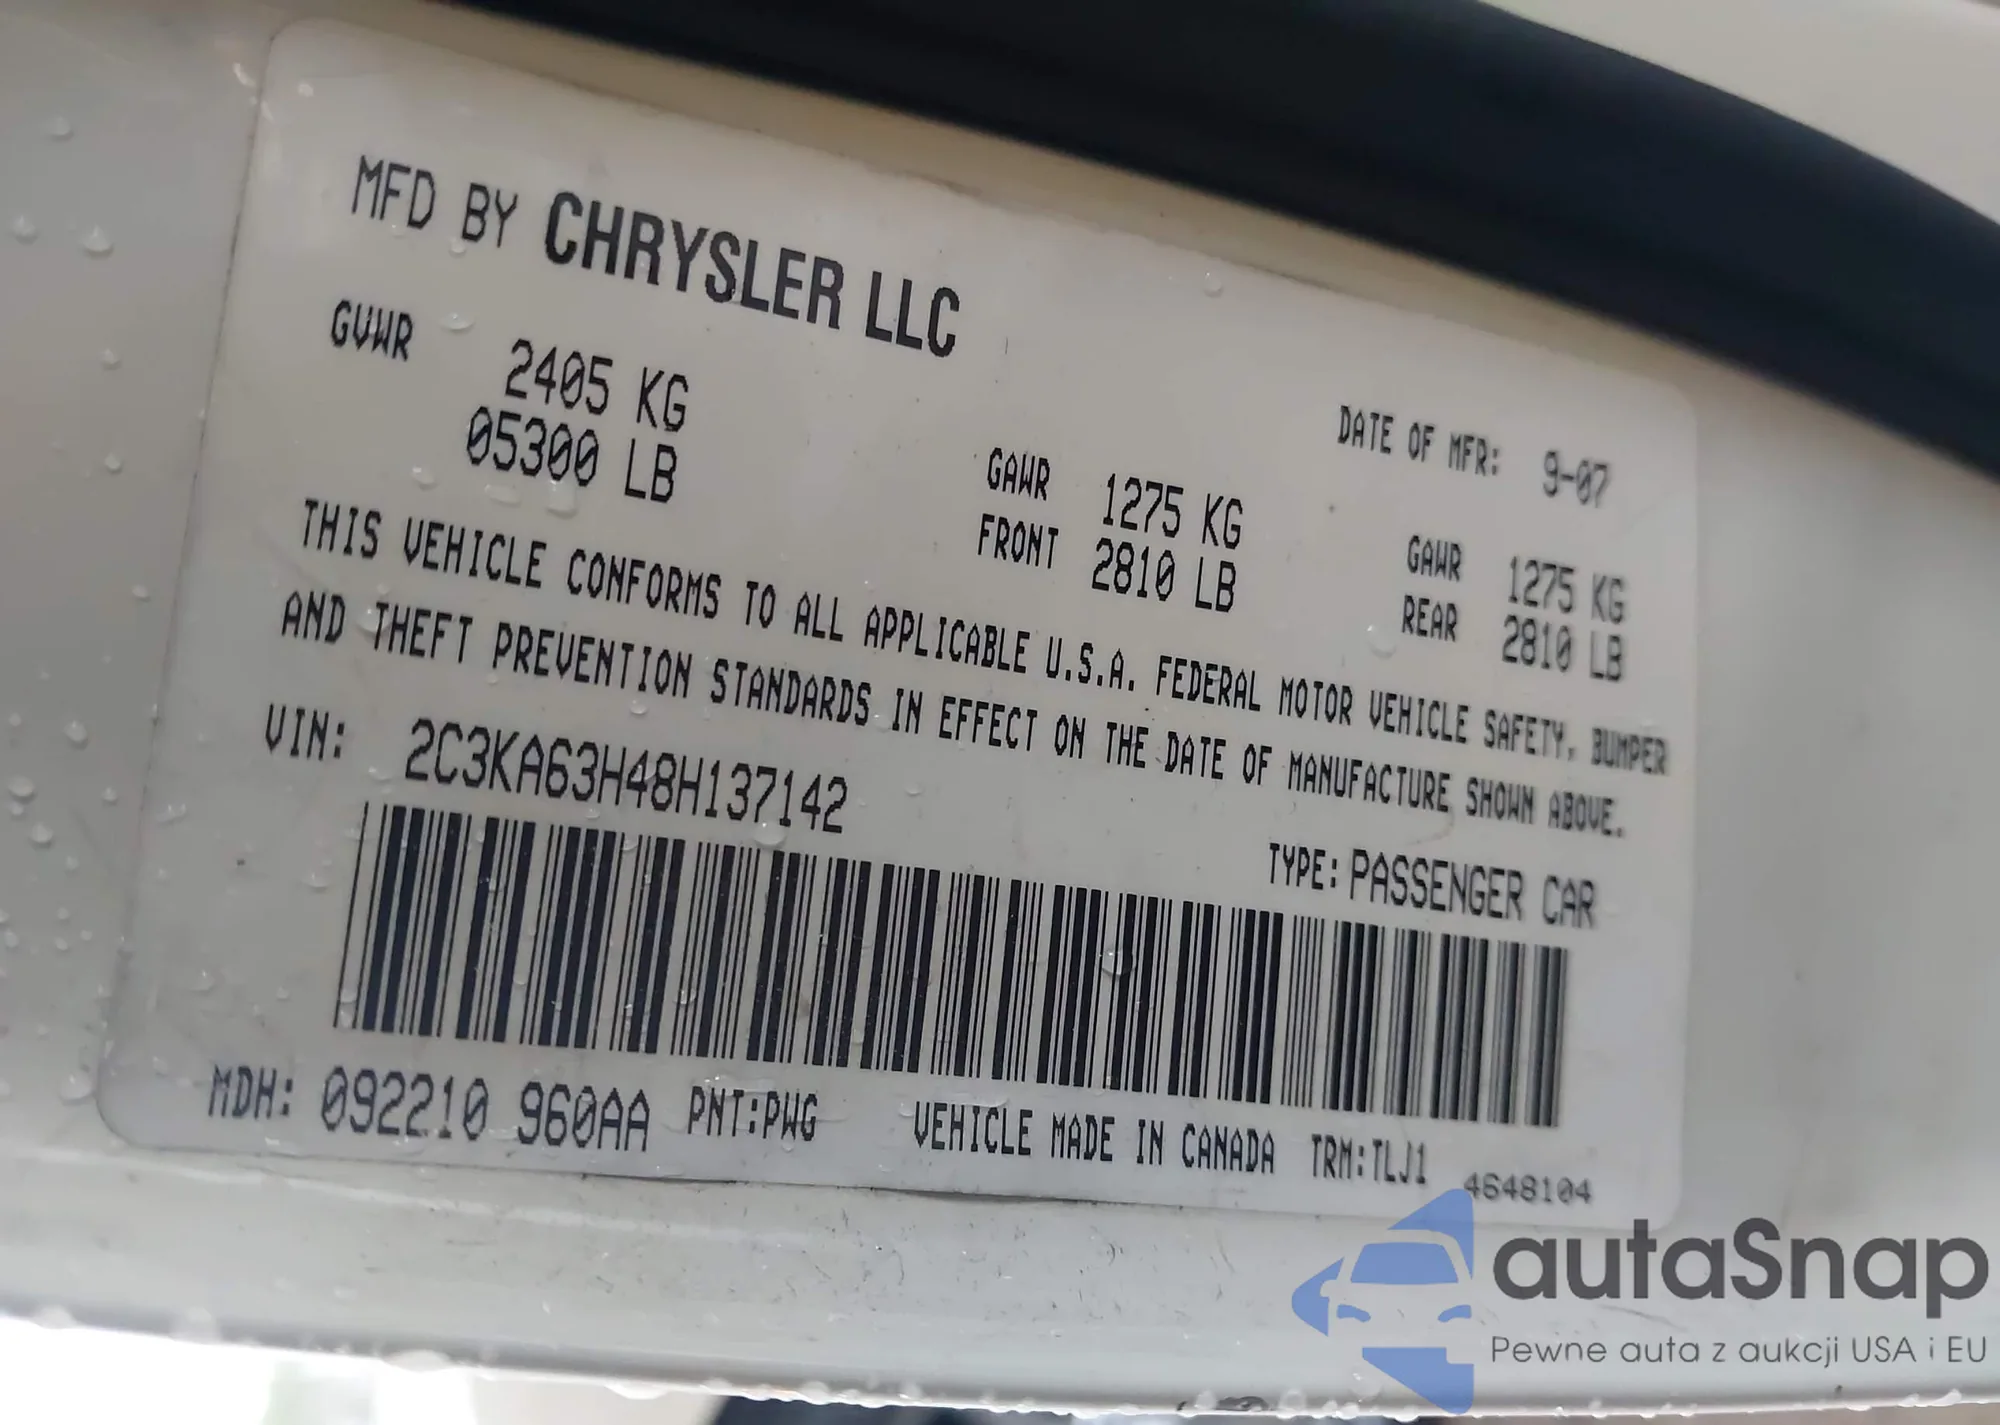 MFD BY CHRYSLER LLC
DATE OF MFR: 9-07
GVWR 2405 KG
05300 LB
GAWR 1275 KG
FRONT 2810 LB
GAWR 1275 KG
REAR 2810 LB
THIS VEHICLE CONFORMS TO ALL APPLICABLE U.S.A. FEDERAL MOTOR VEHICLE SAFETY, BUMPER
AND THEFT PREVENTION STANDARDS IN EFFECT ON THE DATE OF MANUFACTURE SHOWN ABOVE.
VIN: 2C3KA63H48H137142
TYPE: PASSENGER CAR
MDH: 092210 960AA PNT:PWG VEHICLE MADE IN CANADA TRM:TLJ1 4648104
autaSnap
Pewne auta z aukcji USA i EU